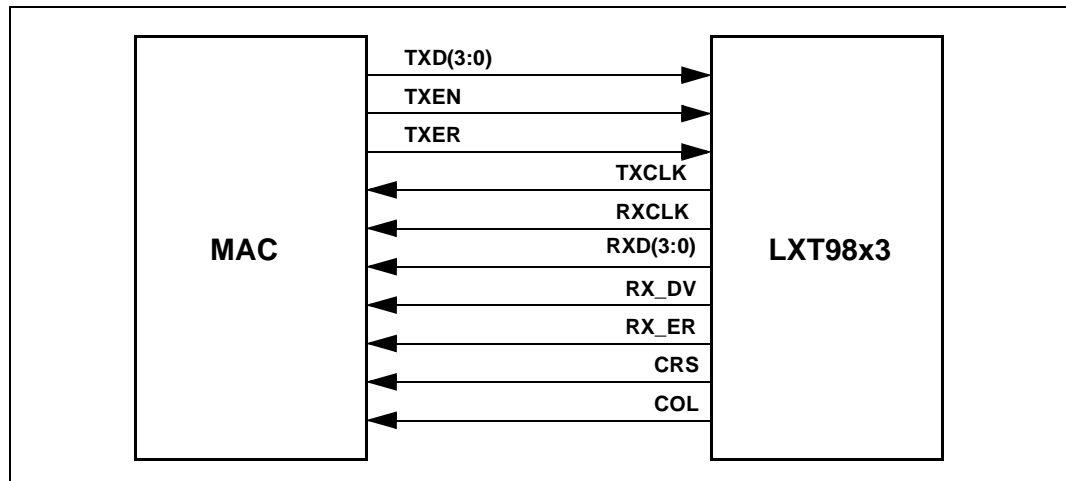 TXD(3:0)
TXEN
TXER
TXCLK
RXCLK
MAC
RXD(3:0)
LXT98x3
RX_DV
RX_ER
CRS
COL